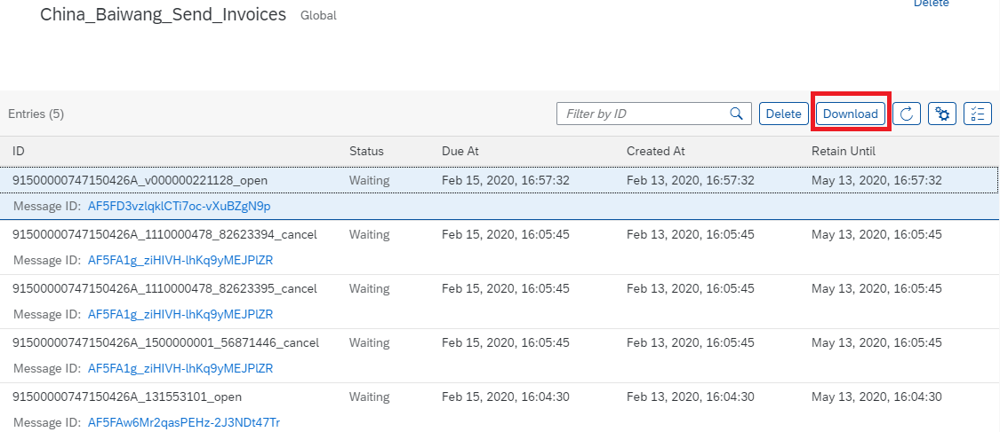 Delete
China_Baiwang_Send_Invoices Global
Entries (5) Filter by ID Delete Download
ID Status Due At Created At Retain Until
91500000747150426A_v000000221128_open Waiting Feb 15, 2020, 16:57:32 Feb 13, 2020, 16:57:32 May 13, 2020, 16:57:32
Message ID: AF5FD3vzlqklCTi7oc-vXuBZgN9p
91500000747150426A_1110000478_82623394_cancel Waiting Feb 15, 2020, 16:05:45 Feb 13, 2020, 16:05:45 May 13, 2020, 16:05:45
Message ID: AF5FA1g_ziHIVH-lhKq9yMEJPlZR
91500000747150426A_1110000478_82623395_cancel Waiting Feb 15, 2020, 16:05:45 Feb 13, 2020, 16:05:45 May 13, 2020, 16:05:45
Message ID: AF5FA1g_ziHIVH-lhKq9yMEJPlZR
91500000747150426A_1500000001_56871446_cancel Waiting Feb 15, 2020, 16:05:45 Feb 13, 2020, 16:05:45 May 13, 2020, 16:05:45
Message ID: AF5FA1g_ziHIVH-lhKq9yMEJPlZR
91500000747150426A_131553101_open Waiting Feb 15, 2020, 16:04:30 Feb 13, 2020, 16:04:30 May 13, 2020, 16:04:30
Message ID: AF5FAw6Mr2qasPEHz-2J3NDt47Tr